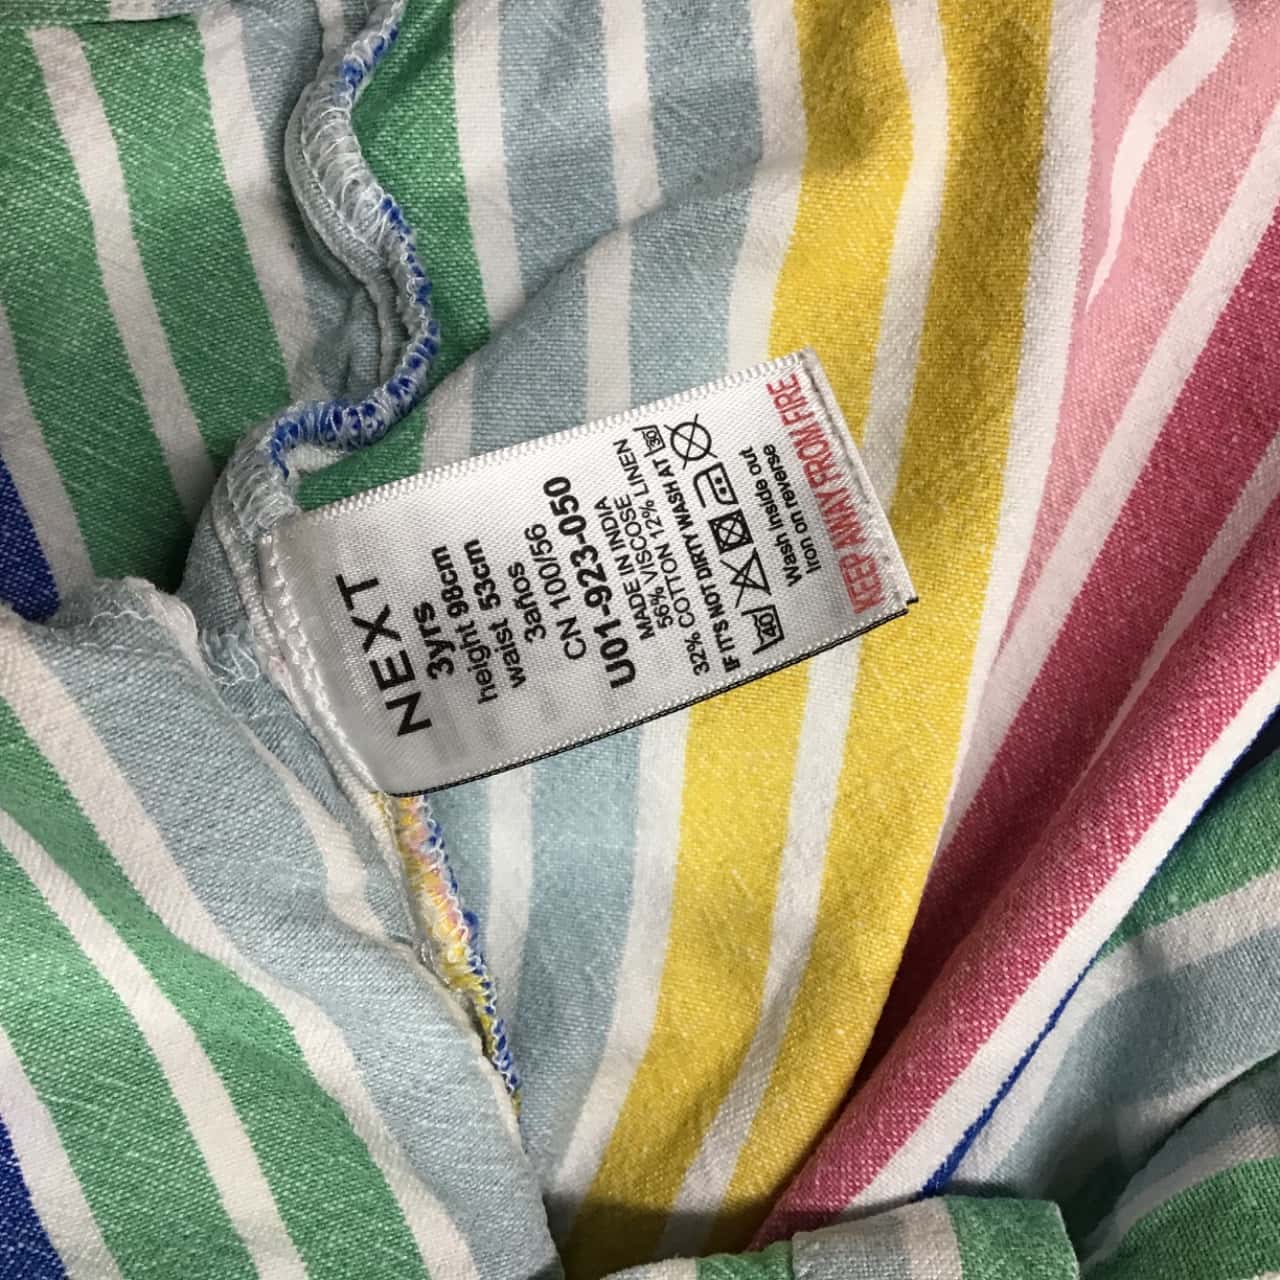 NEXT
3yrs
height 98cm
waist 53cm
3años
CN 100/56
U01-923-050
MADE IN INDIA
56% VISCOSE
32% COTTON 12% LINEN
IF IT'S NOT DIRTY WASH AT 30
40
Wash inside out
Iron on reverse
KEEP AWAY FROM FIRE